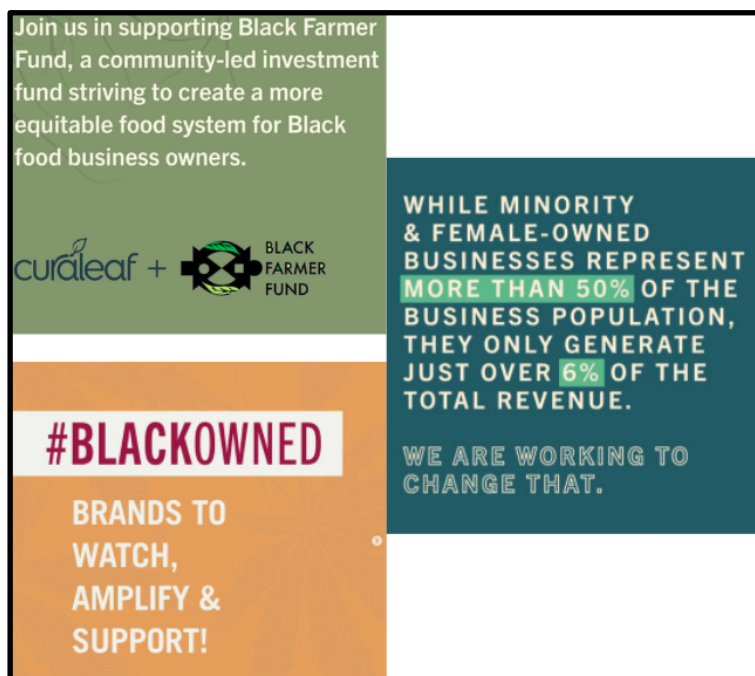 Join us in supporting Black Farmer
Fund, a community-led investment
fund striving to create a more
equitable food system for Black
food business owners.
curaleaf +
BLACK
FARMER
FUND
WHILE MINORITY
& FEMALE-OWNED
BUSINESSES REPRESENT
MORE THAN 50% OF THE
BUSINESS POPULATION,
THEY ONLY GENERATE
JUST OVER 6% OF THE
TOTAL REVENUE.
WE ARE WORKING TO
CHANGE THAT.
#BLACKOWNED
BRANDS TO
WATCH,
AMPLIFY &
SUPPORT!